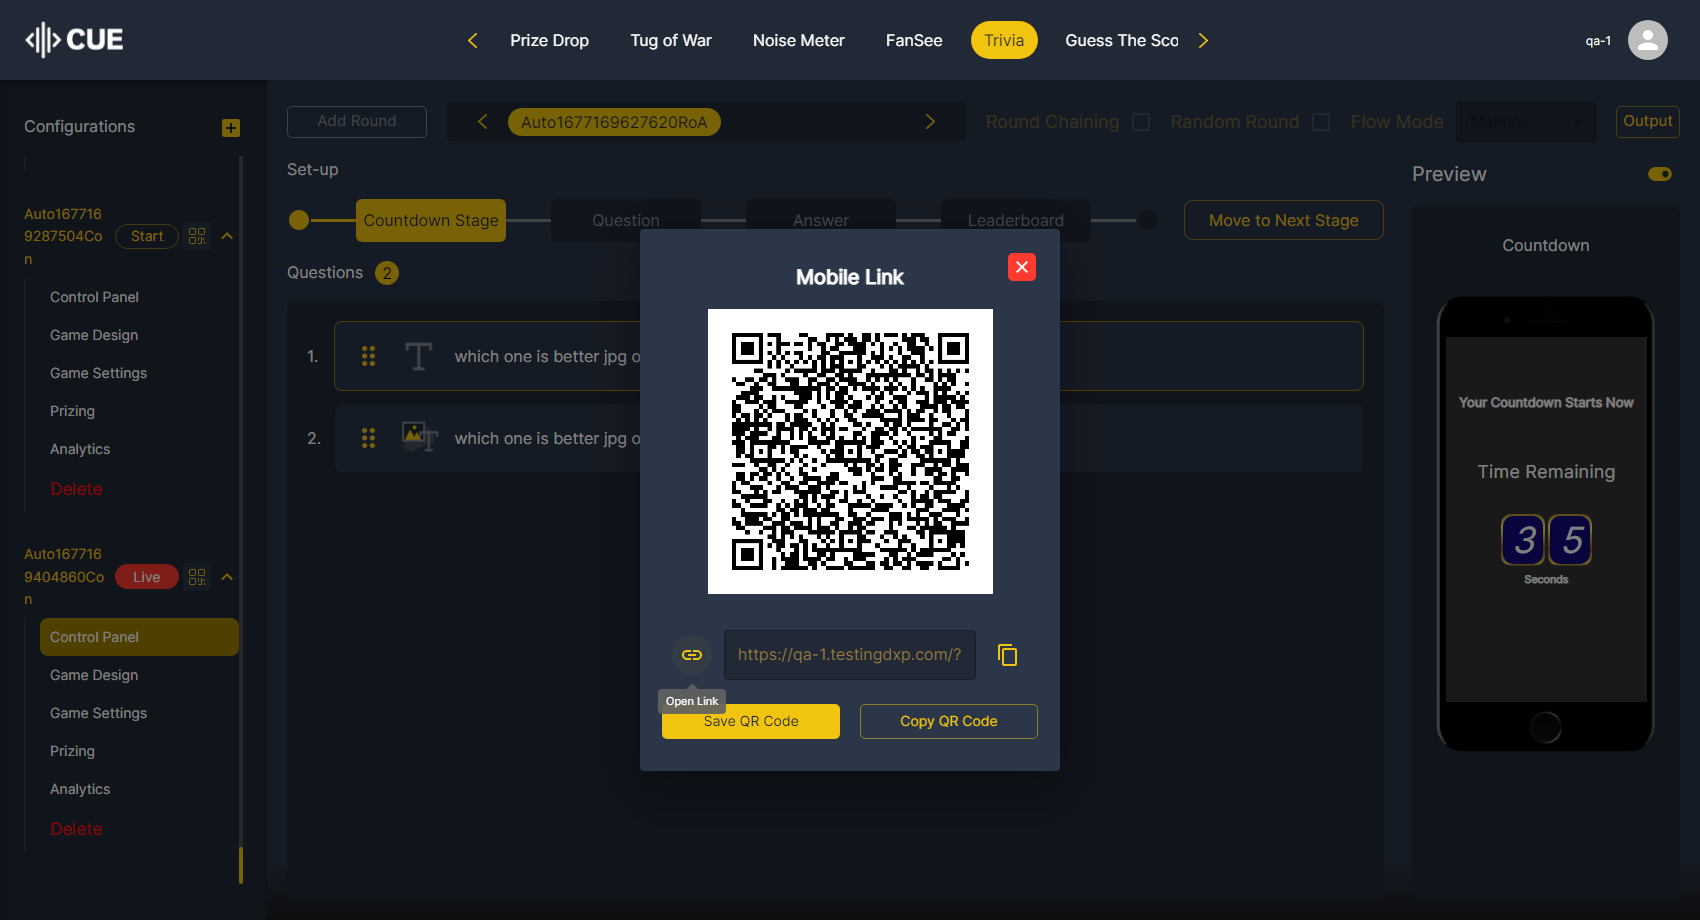 CUE
Prize Drop
Tug of War
Noise Meter
FanSee
Trivia
Guess The Sco
qa-1
Configurations
Auto167716
9287504Co
n
Start
Control Panel
Game Design
Game Settings
Prizing
Analytics
Delete
Auto167716
9404860Co
n
Live
Control Panel
Game Design
Game Settings
Prizing
Analytics
Delete
Add Round
Auto1677169627620RoA
Round Chaining
Random Round
Flow Mode
Manual
Output
Set-up
Countdown Stage
Question
Answer
Leaderboard
Move to Next Stage
Questions 2
1. which one is better jpg o
2. which one is better jpg o
Mobile Link
https://qa-1.testingdxp.com/?
Open Link
Save QR Code
Copy QR Code
Preview
Countdown
Your Countdown Starts Now
Time Remaining
3 5
Seconds